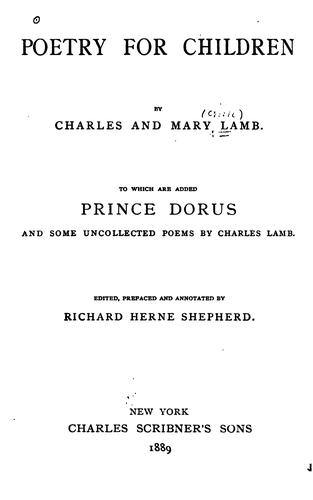 POETRY FOR CHILDREN
BY
CHARLES AND MARY LAMB.
TO WHICH ARE ADDED
PRINCE DORUS
AND SOME UNCOLLECTED POEMS BY CHARLES LAMB.
EDITED, PREFACED AND ANNOTATED BY
RICHARD HERNE SHEPHERD.
NEW YORK
CHARLES SCRIBNER'S SONS
1889